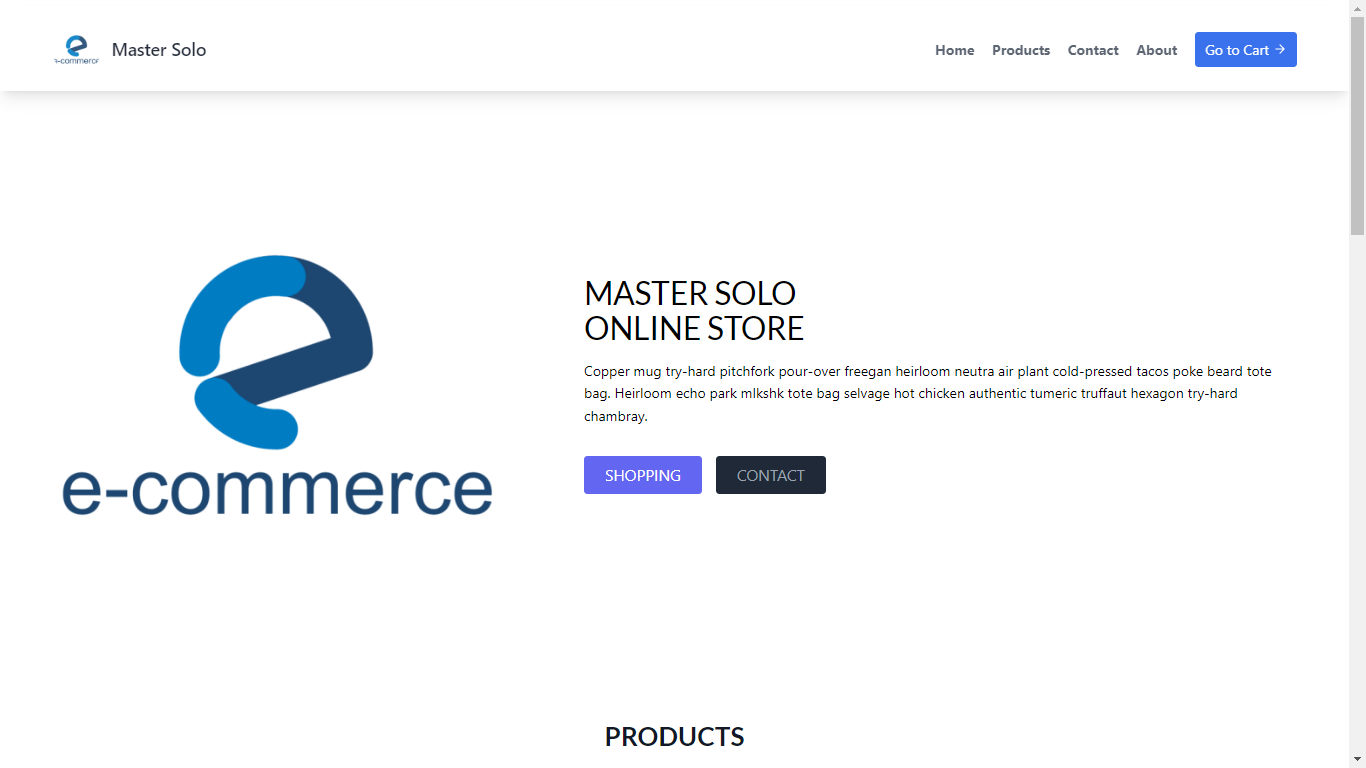 e-commerce
Master Solo
Home
Products
Contact
About
Go to Cart →
e-commerce
MASTER SOLO
ONLINE STORE
Copper mug try-hard pitchfork pour-over freegan heirloom neutra air plant cold-pressed tacos poke beard tote
bag. Heirloom echo park mlkshk tote bag selvage hot chicken authentic tumeric truffaut hexagon try-hard
chambray.
SHOPPING
CONTACT
PRODUCTS